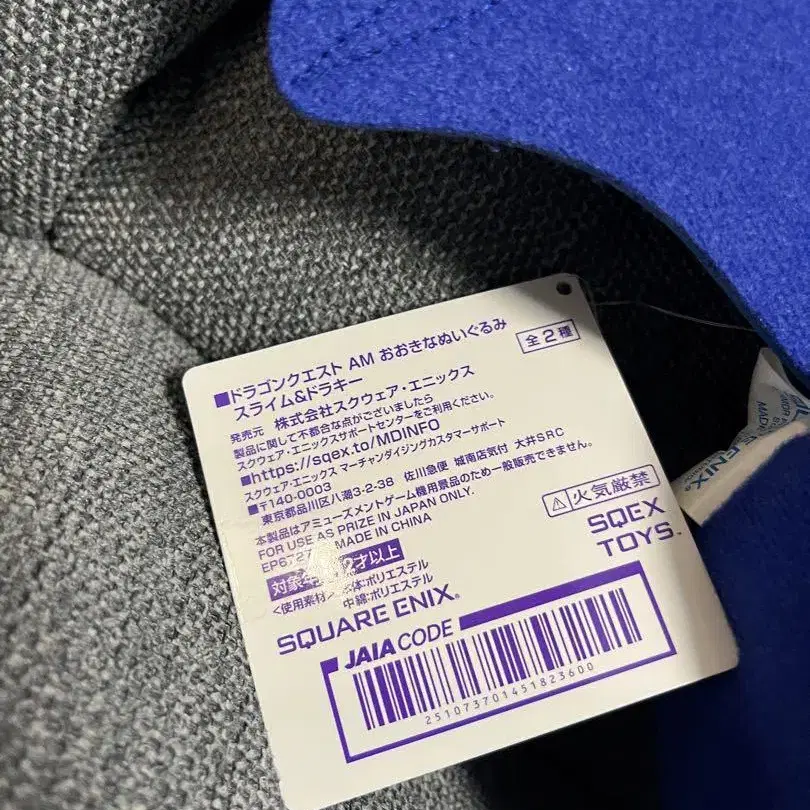 ■ドラゴンクエスト AM おおきなぬいぐるみ
スライム&ドラキー
全2種
発売元 株式会社スクウェア・エニックス
製品に関して不都合な点がございましたら
スクウェア・エニックスサポートセンターをご利用ください。
■https://sqex.to/MDINFO
スクウェア・エニックス マーチャンダイジングカスタマーサポート
■〒140-0003
東京都品川区八潮3-2-38 佐川急便 城南店気付 大井SRC
本製品はアミューズメントゲーム機用景品のため一般販売できません。
FOR USE AS PRIZE IN JAPAN ONLY.
MADE IN CHINA
⚠火気厳禁
SQEX
TOYS
才以上
<使用素材 体:ポリエステル
中綿:ポリエステル
SQUARE ENIX®
JAIA CODE
251073701451823600
MADE
ENIX